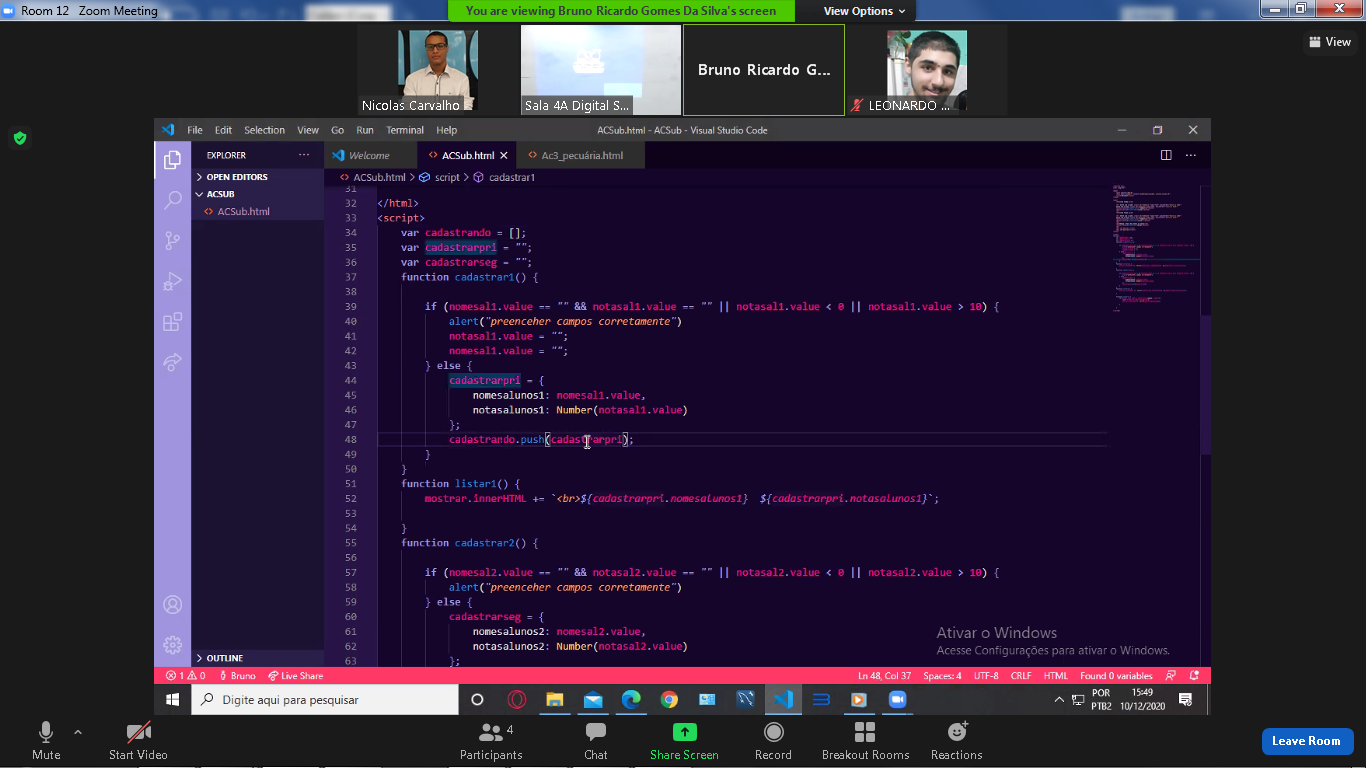 Room 12 Zoom Meeting
You are viewing Bruno Ricardo Gomes Da Silva's screen
View Options
View
Nicolas Carvalho
Sala 4A Digital S...
Bruno Ricardo G...
LEONARDO ...
File Edit Selection View Go Run Terminal Help
ACSub.html - ACSub - Visual Studio Code
EXPLORER ...
Welcome
ACSub.html
Ac3_pecuária.html
OPEN EDITORS
ACSUB
ACSub.html
OUTLINE
ACSub.html > script > cadastrar1
31
32 </html>
33 <script>
34 var cadastrando = [];
35 var cadastrarpri = "";
36 var cadastrarseg = "";
37 function cadastrar1() {
38
39 if (nomesal1.value == "" && notasal1.value == "" || notasal1.value < 0 || notasal1.value > 10) {
40 alert("preenceher campos corretamente")
41 notasal1.value = "";
42 nomesal1.value = "";
43 } else {
44 cadastrarpri = {
45 nomesalunos1: nomesal1.value,
46 notasalunos1: Number(notasal1.value)
47 };
48 cadastrando.push(cadastrarpri);
49 }
50 }
51 function listar1() {
52 mostrar.innerHTML += `<br>${cadastrarpri.nomesalunos1} ${cadastrarpri.notasalunos1}`;
53
54 }
55 function cadastrar2() {
56
57 if (nomesal2.value == "" && notasal2.value == "" || notasal2.value < 0 || notasal2.value > 10) {
58 alert("preenceher campos corretamente")
59 } else {
60 cadastrarseg = {
61 nomesalunos2: nomesal2.value,
62 notasalunos2: Number(notasal2.value)
63 };
Ativar o Windows
Acesse Configurações para ativar o Windows.
1 0 Bruno Live Share
Ln 48, Col 37 Spaces: 4 UTF-8 CRLF HTML Found 0 variables
Digite aqui para pesquisar
POR
PTB2
15:49
10/12/2020
Mute
Start Video
Participants 4
Chat
Share Screen
Record
Breakout Rooms
Reactions
Leave Room